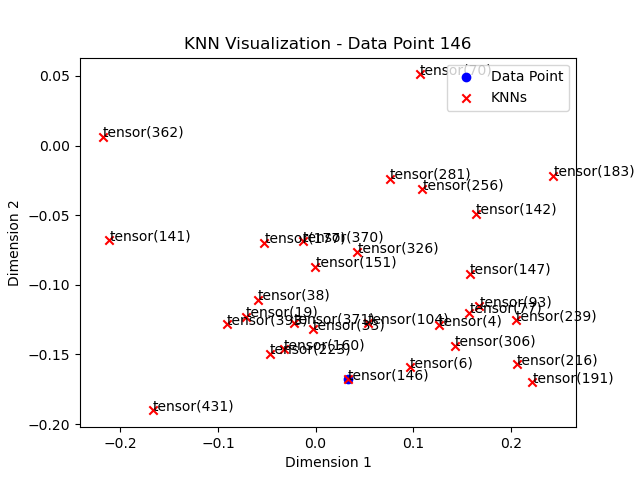 KNN Visualization - Data Point 146
Data Point
KNNs
tensor(70)
tensor(362)
tensor(281)
tensor(256)
tensor(183)
tensor(142)
tensor(141)
tensor(177)
tensor(370)
tensor(326)
tensor(151)
tensor(147)
tensor(38)
tensor(19)
tensor(371)
tensor(104)
tensor(4)
tensor(93)
tensor(77)
tensor(239)
tensor(306)
tensor(160)
tensor(223)
tensor(6)
tensor(216)
tensor(146)
tensor(191)
tensor(431)
0.05
0.00
−0.05
−0.10
−0.15
−0.20
−0.2
−0.1
0.0
0.1
0.2
Dimension 1
Dimension 2